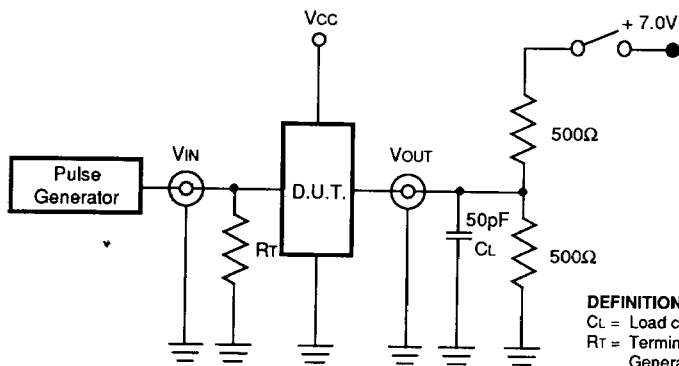 VCC
+ 7.0V
500Ω
VIN
VOUT
Pulse
Generator
D.U.T.
50pF
RT
CL
500Ω
DEFINITION
CL = Load c
RT = Termin
Genera